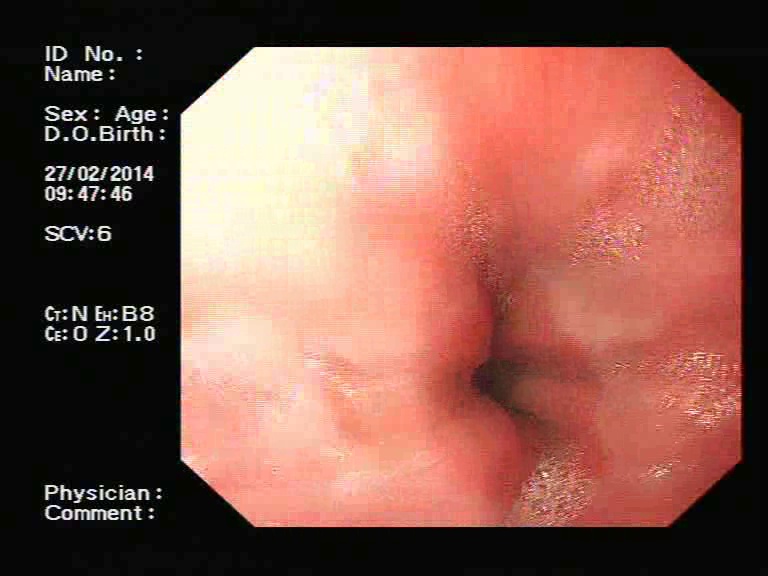 ID No. :
Name :
Sex : Age :
D.O.Birth :
27/02/2014
09:47:46
SCV:6
CT:N EH:B8
CE:0 Z:1.0
Physician :
Comment :